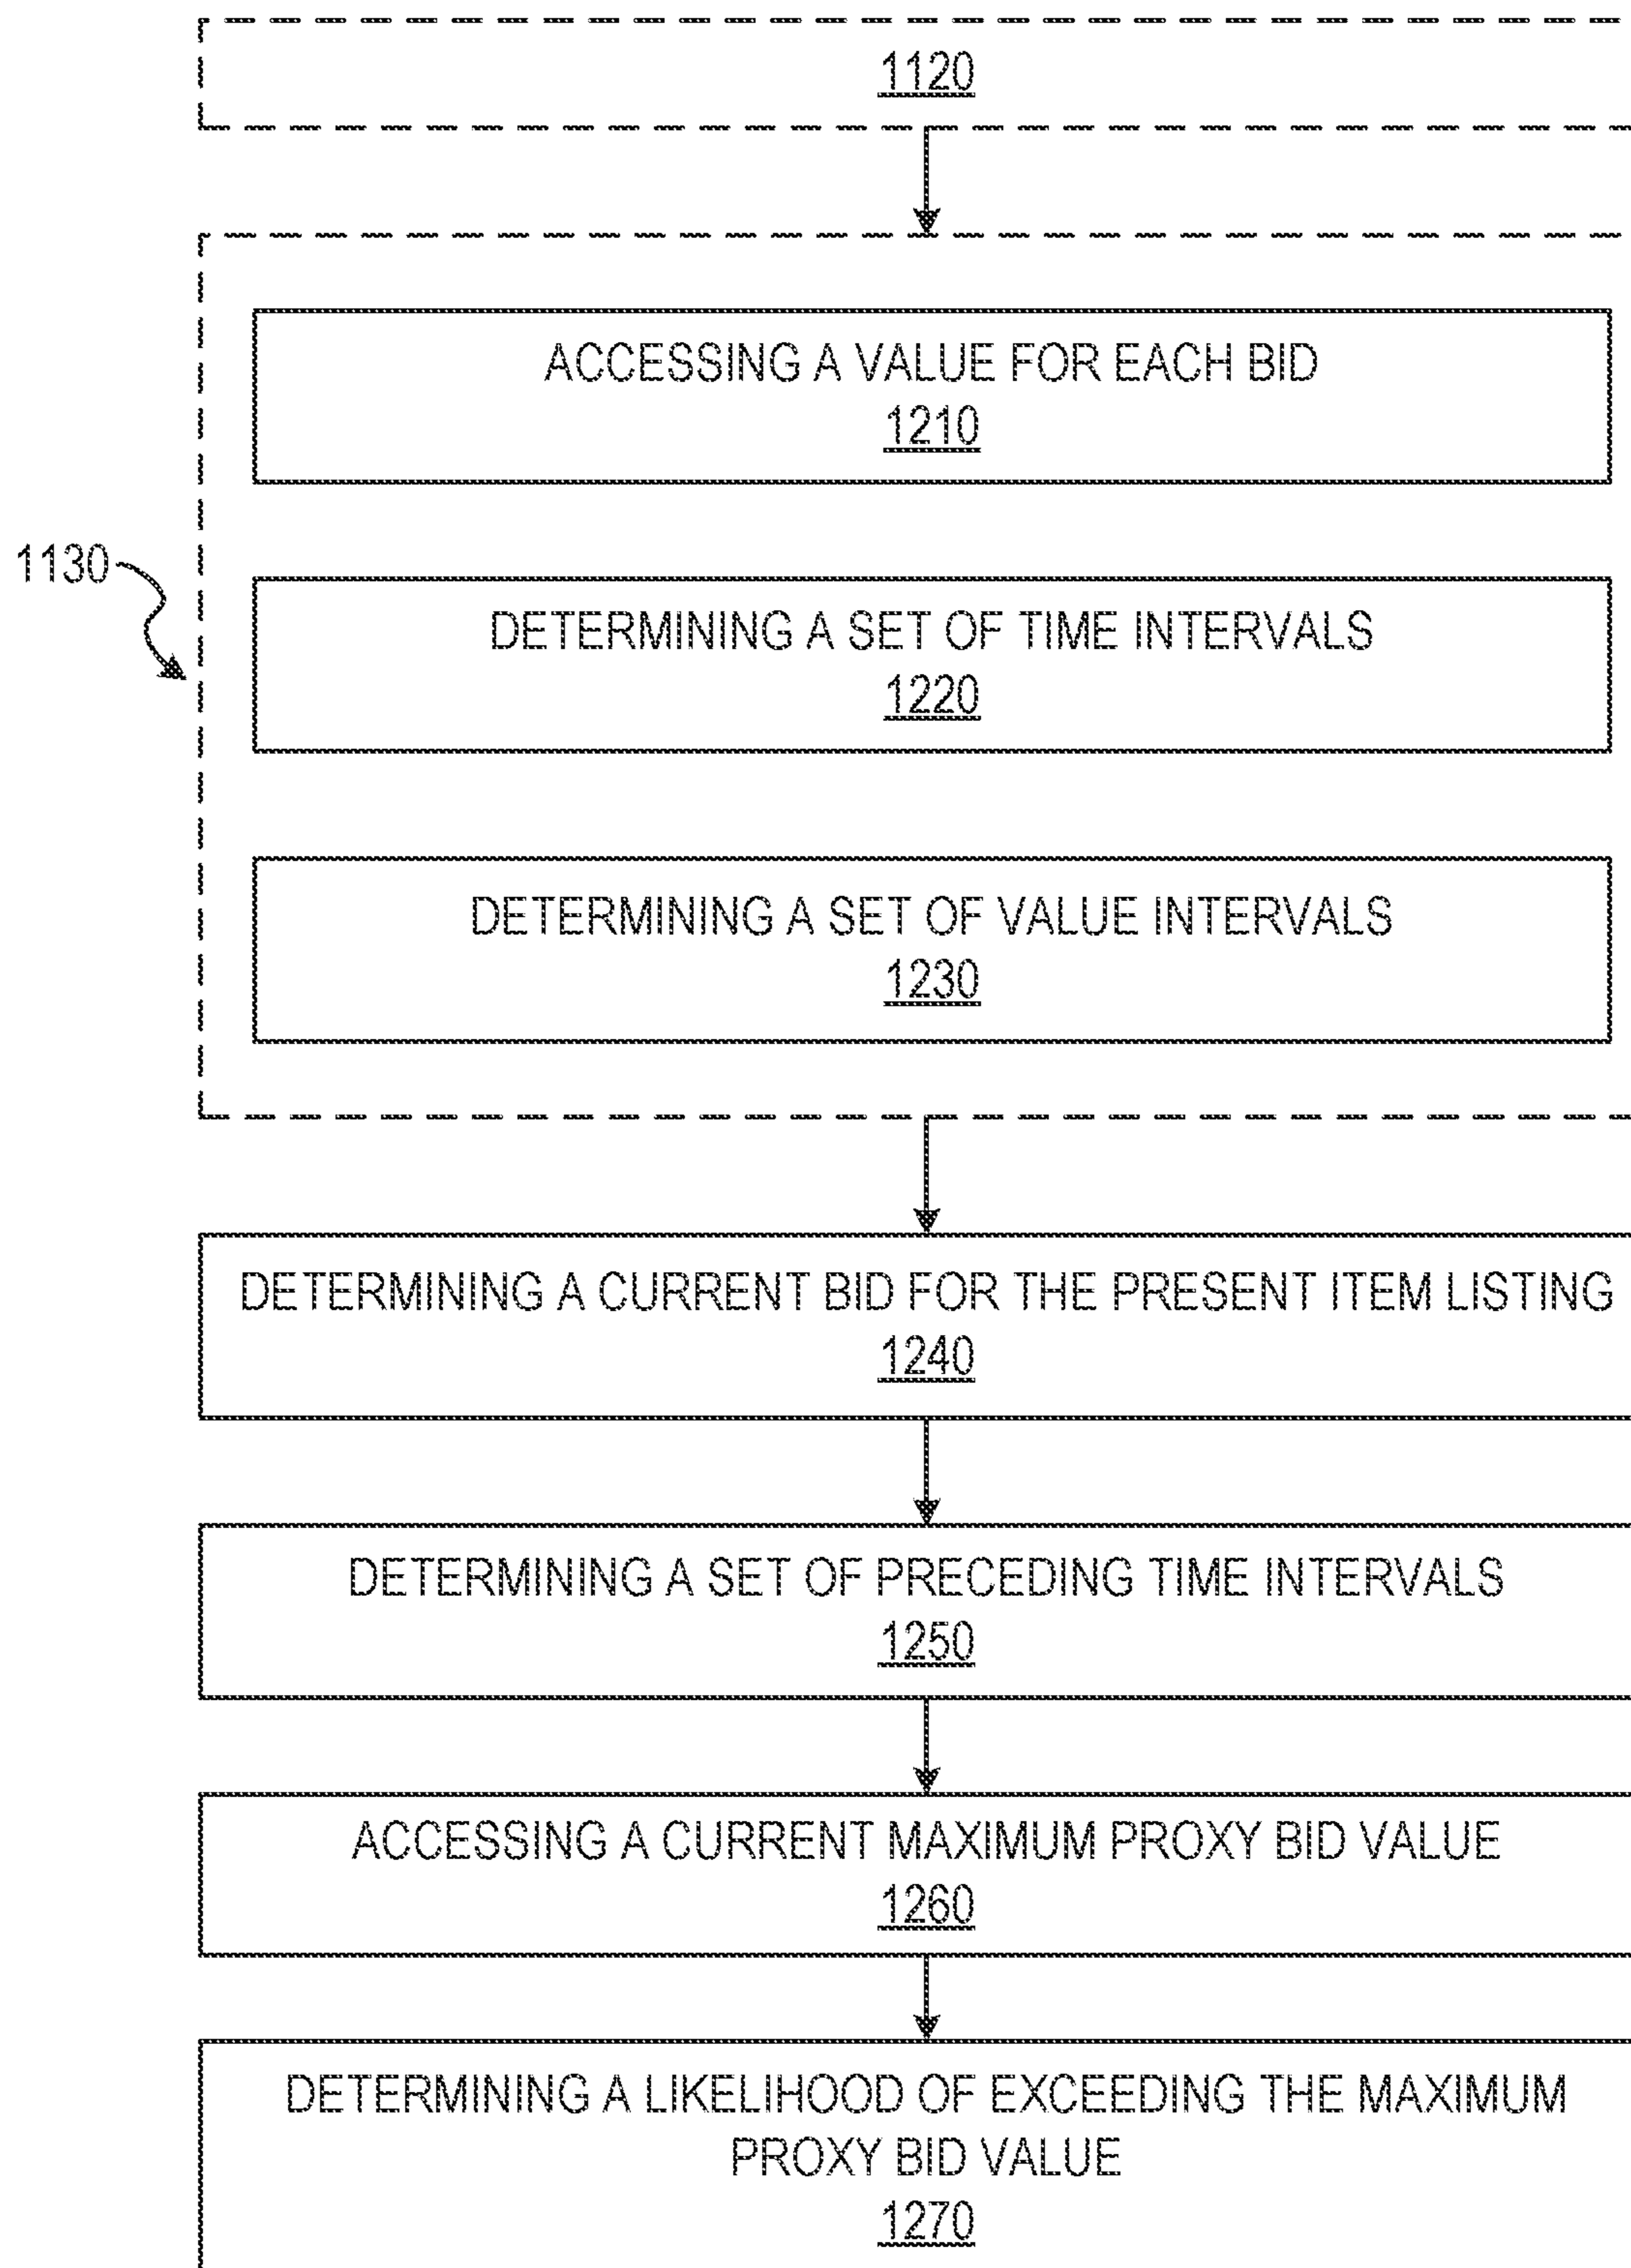 1120
ACCESSING A VALUE FOR EACH BID
1210
1130
DETERMINING A SET OF TIME INTERVALS
1220
DETERMINING A SET OF VALUE INTERVALS
1230
DETERMINING A CURRENT BID FOR THE PRESENT ITEM LISTING
1240
DETERMINING A SET OF PRECEDING TIME INTERVALS
1250
ACCESSING A CURRENT MAXIMUM PROXY BID VALUE
1260
DETERMINING A LIKELIHOOD OF EXCEEDING THE MAXIMUM
PROXY BID VALUE
1270